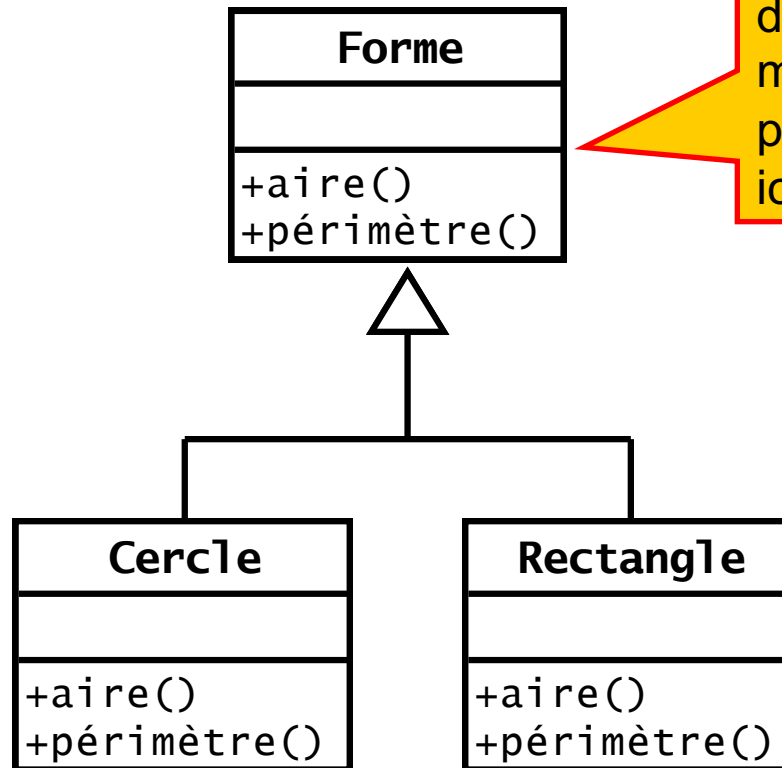 Forme
+aire()
+périmètre()
Cercle
+aire()
+périmètre()
Rectangle
+aire()
+périmètre()